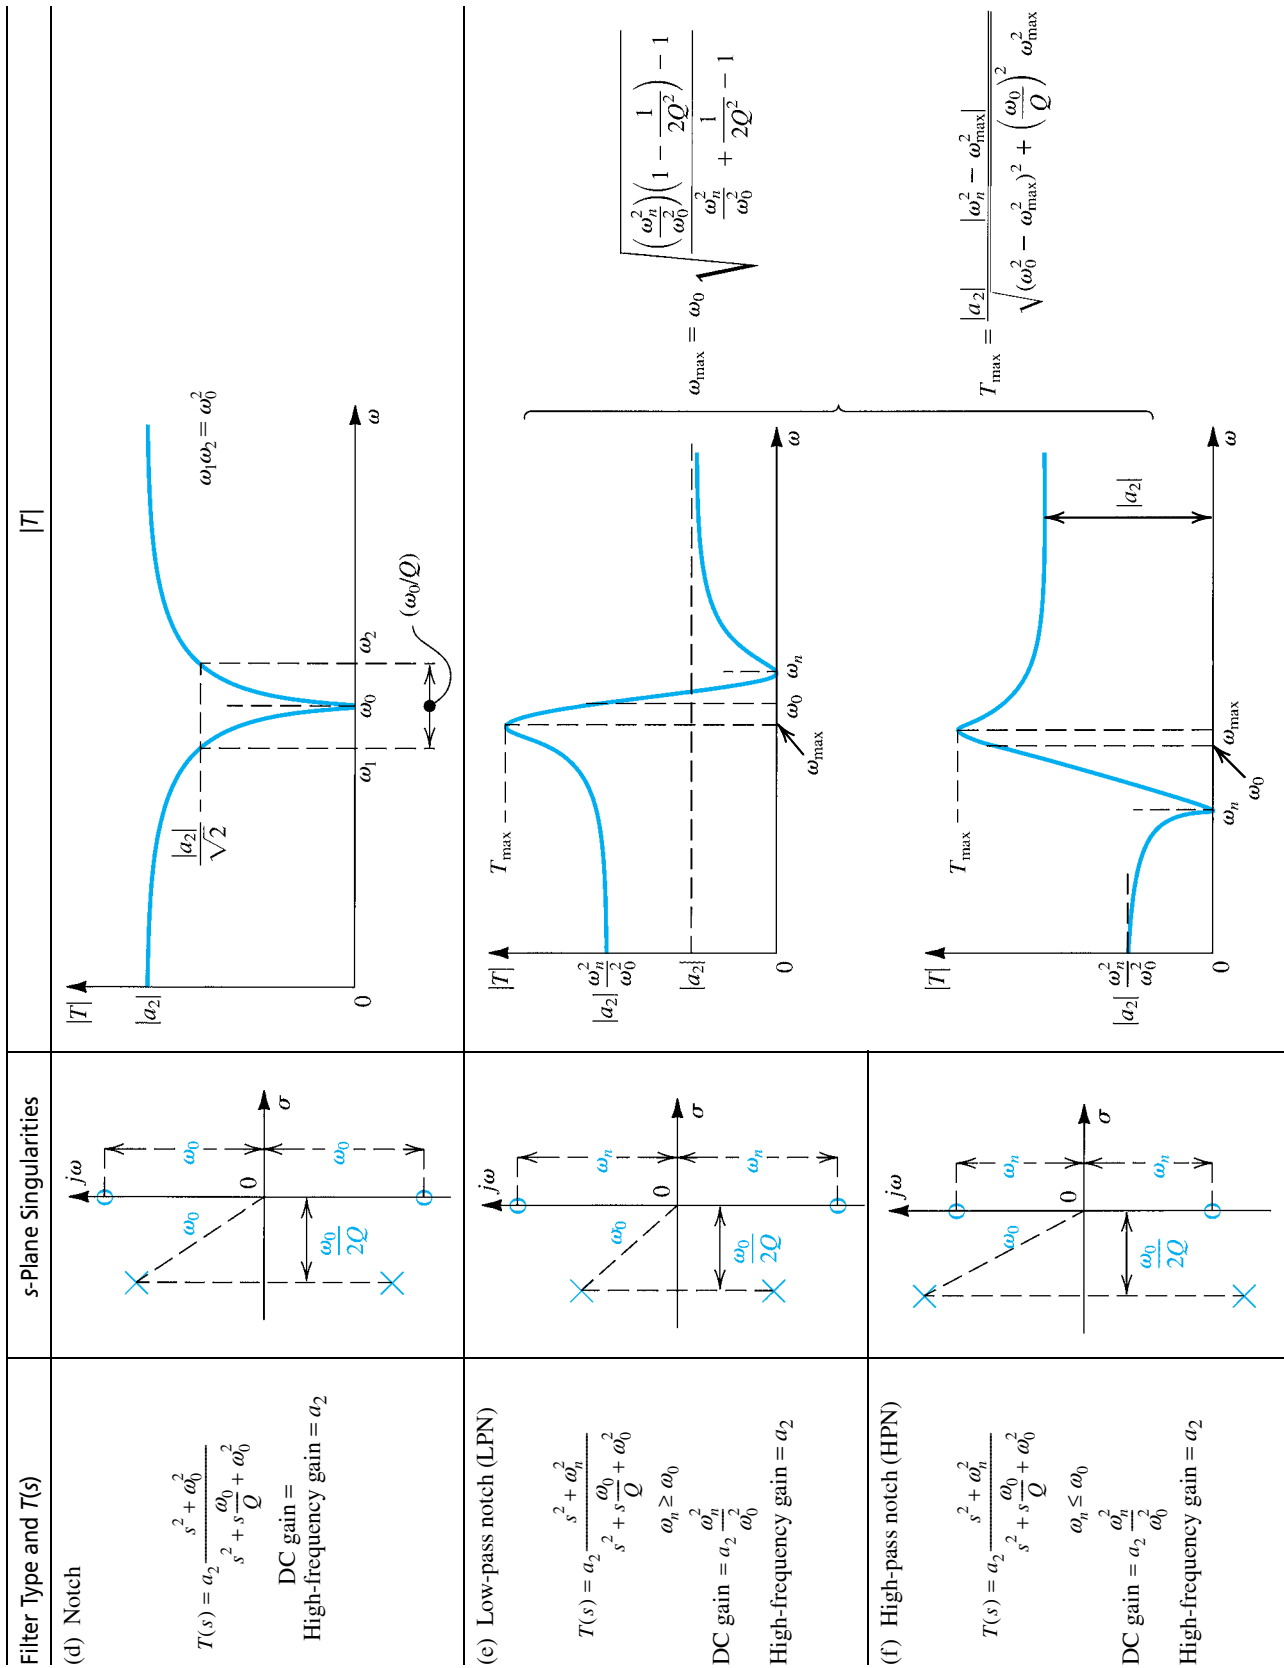 Filter Type and T(s)
s-Plane Singularities
|T|
(d) Notch
T(s) = a₂ (s² + ω₀²) / (s² + s ω₀/Q + ω₀²)
DC gain =
High-frequency gain = a₂
jω
ω₀
ω₀
ω₀
0
σ
ω₀/2Q
|T|
|a₂|
|a₂|/√2
ω₁ω₂ = ω₀²
0
ω₁
ω₀
ω₂
ω
(ω₀/Q)
(e) Low-pass notch (LPN)
T(s) = a₂ (s² + ωₙ²) / (s² + s ω₀/Q + ω₀²)
ωₙ ≥ ω₀
DC gain = a₂ ωₙ²/ω₀²
High-frequency gain = a₂
jω
ωₙ
ω₀
ωₙ
0
σ
ω₀/2Q
|T|
T_max
|a₂| ωₙ²/ω₀²
|a₂|
0
ω_max
ω₀
ωₙ
ω
ω_max = ω₀ √( ((ωₙ²/ω₀²)(1 − 1/2Q²) − 1) / (ωₙ²/ω₀² + 1/2Q² − 1) )
(f) High-pass notch (HPN)
T(s) = a₂ (s² + ωₙ²) / (s² + s ω₀/Q + ω₀²)
ωₙ ≤ ω₀
DC gain = a₂ ωₙ²/ω₀²
High-frequency gain = a₂
jω
ωₙ
ω₀
ωₙ
0
σ
ω₀/2Q
|T|
T_max
|a₂| ωₙ²/ω₀²
|a₂|
0
ωₙ
ω₀
ω_max
ω
T_max = |a₂| |ωₙ² − ω²_max| / √((ω₀² − ω²_max)² + (ω₀/Q)² ω²_max)